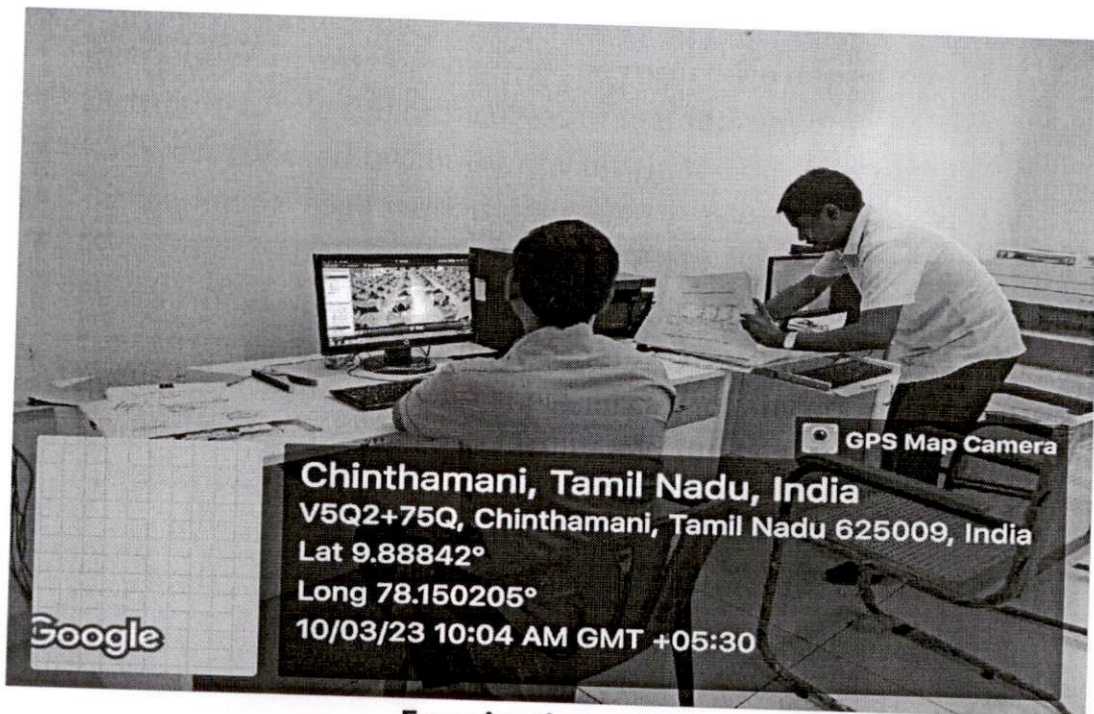 GPS Map Camera
Chinthamani, Tamil Nadu, India
V5Q2+75Q, Chinthamani, Tamil Nadu 625009, India
Lat 9.88842°
Long 78.150205°
10/03/23 10:04 AM GMT +05:30
Google